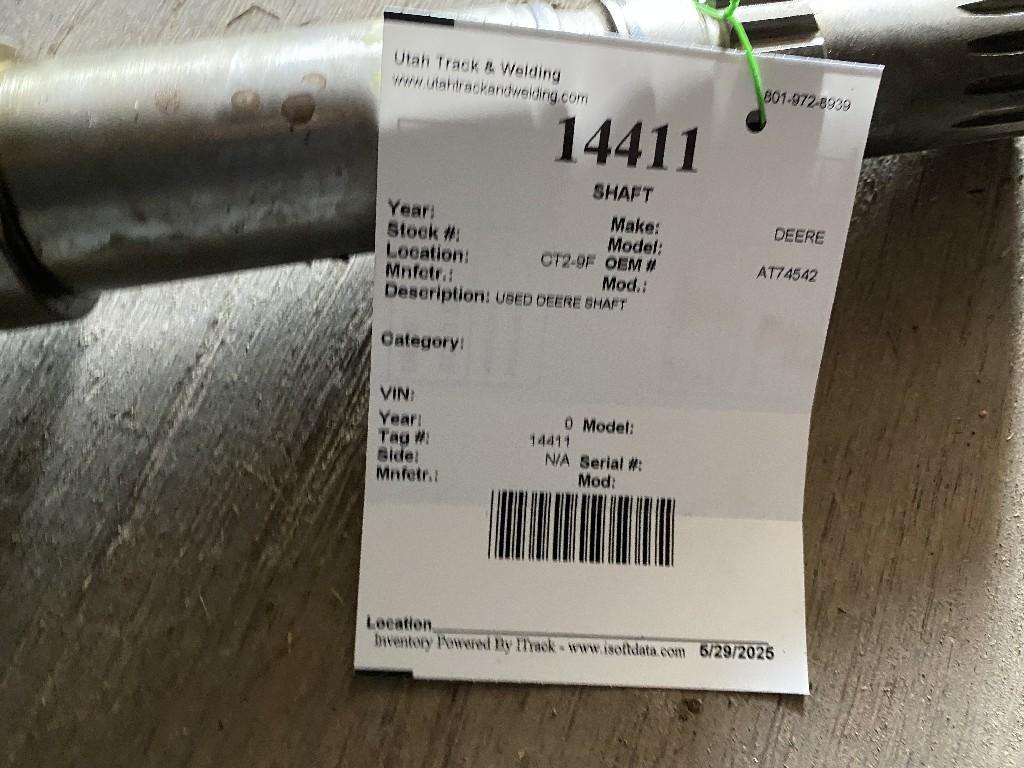 Utah Track & Welding
www.utahtrackandwelding.com 801-972-8939
14411
SHAFT
Year: Make: DEERE
Stock #: Model:
Location: CT2-9F OEM # AT74542
Mnfctr.: Mod.:
Description: USED DEERE SHAFT
Category:
VIN:
Year: 0 Model:
Tag #: 14411
Side: N/A Serial #:
Mnfctr.: Mod:
Location
Inventory Powered By ITrack - www.isoftdata.com 5/29/2025